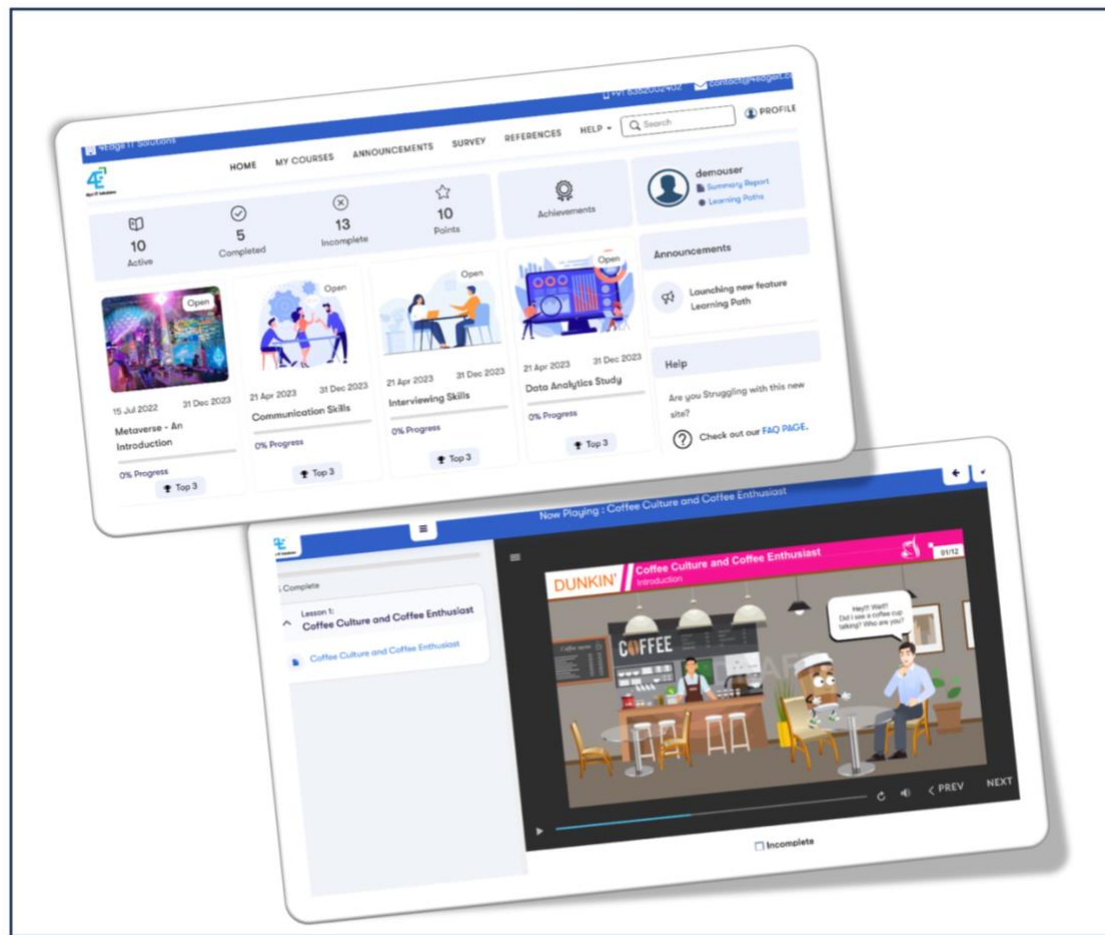 4Edge IT Solutions
HOME MY COURSES ANNOUNCEMENTS SURVEY REFERENCES HELP Search PROFILE
4E
10
Active
5
Completed
13
Incomplete
10
Points
Achievements
demouser
Summary Report
Learning Paths
Open
15 Jul 2022 31 Dec 2023
Metaverse - An
Introduction
0% Progress
Top 3
Open
21 Apr 2023 31 Dec 2023
Communication Skills
0% Progress
Top 3
Open
21 Apr 2023 31 Dec 2023
Interviewing Skills
0% Progress
Top 3
Open
21 Apr 2023 31 Dec 2023
Data Analytics Study
0% Progress
Top 3
Announcements
Launching new feature
Learning Path
Help
Are you Struggling with this new
site?
Check out our FAQ PAGE.
Now Playing : Coffee Culture and Coffee Enthusiast
Complete
Lesson 1:
Coffee Culture and Coffee Enthusiast
Coffee Culture and Coffee Enthusiast
DUNKIN'
Coffee Culture and Coffee Enthusiast
Introduction
01/12
COFFEE
Hey!! Wait!!
Did I see a coffee cup
talking? Who are you?
PREV NEXT
Incomplete